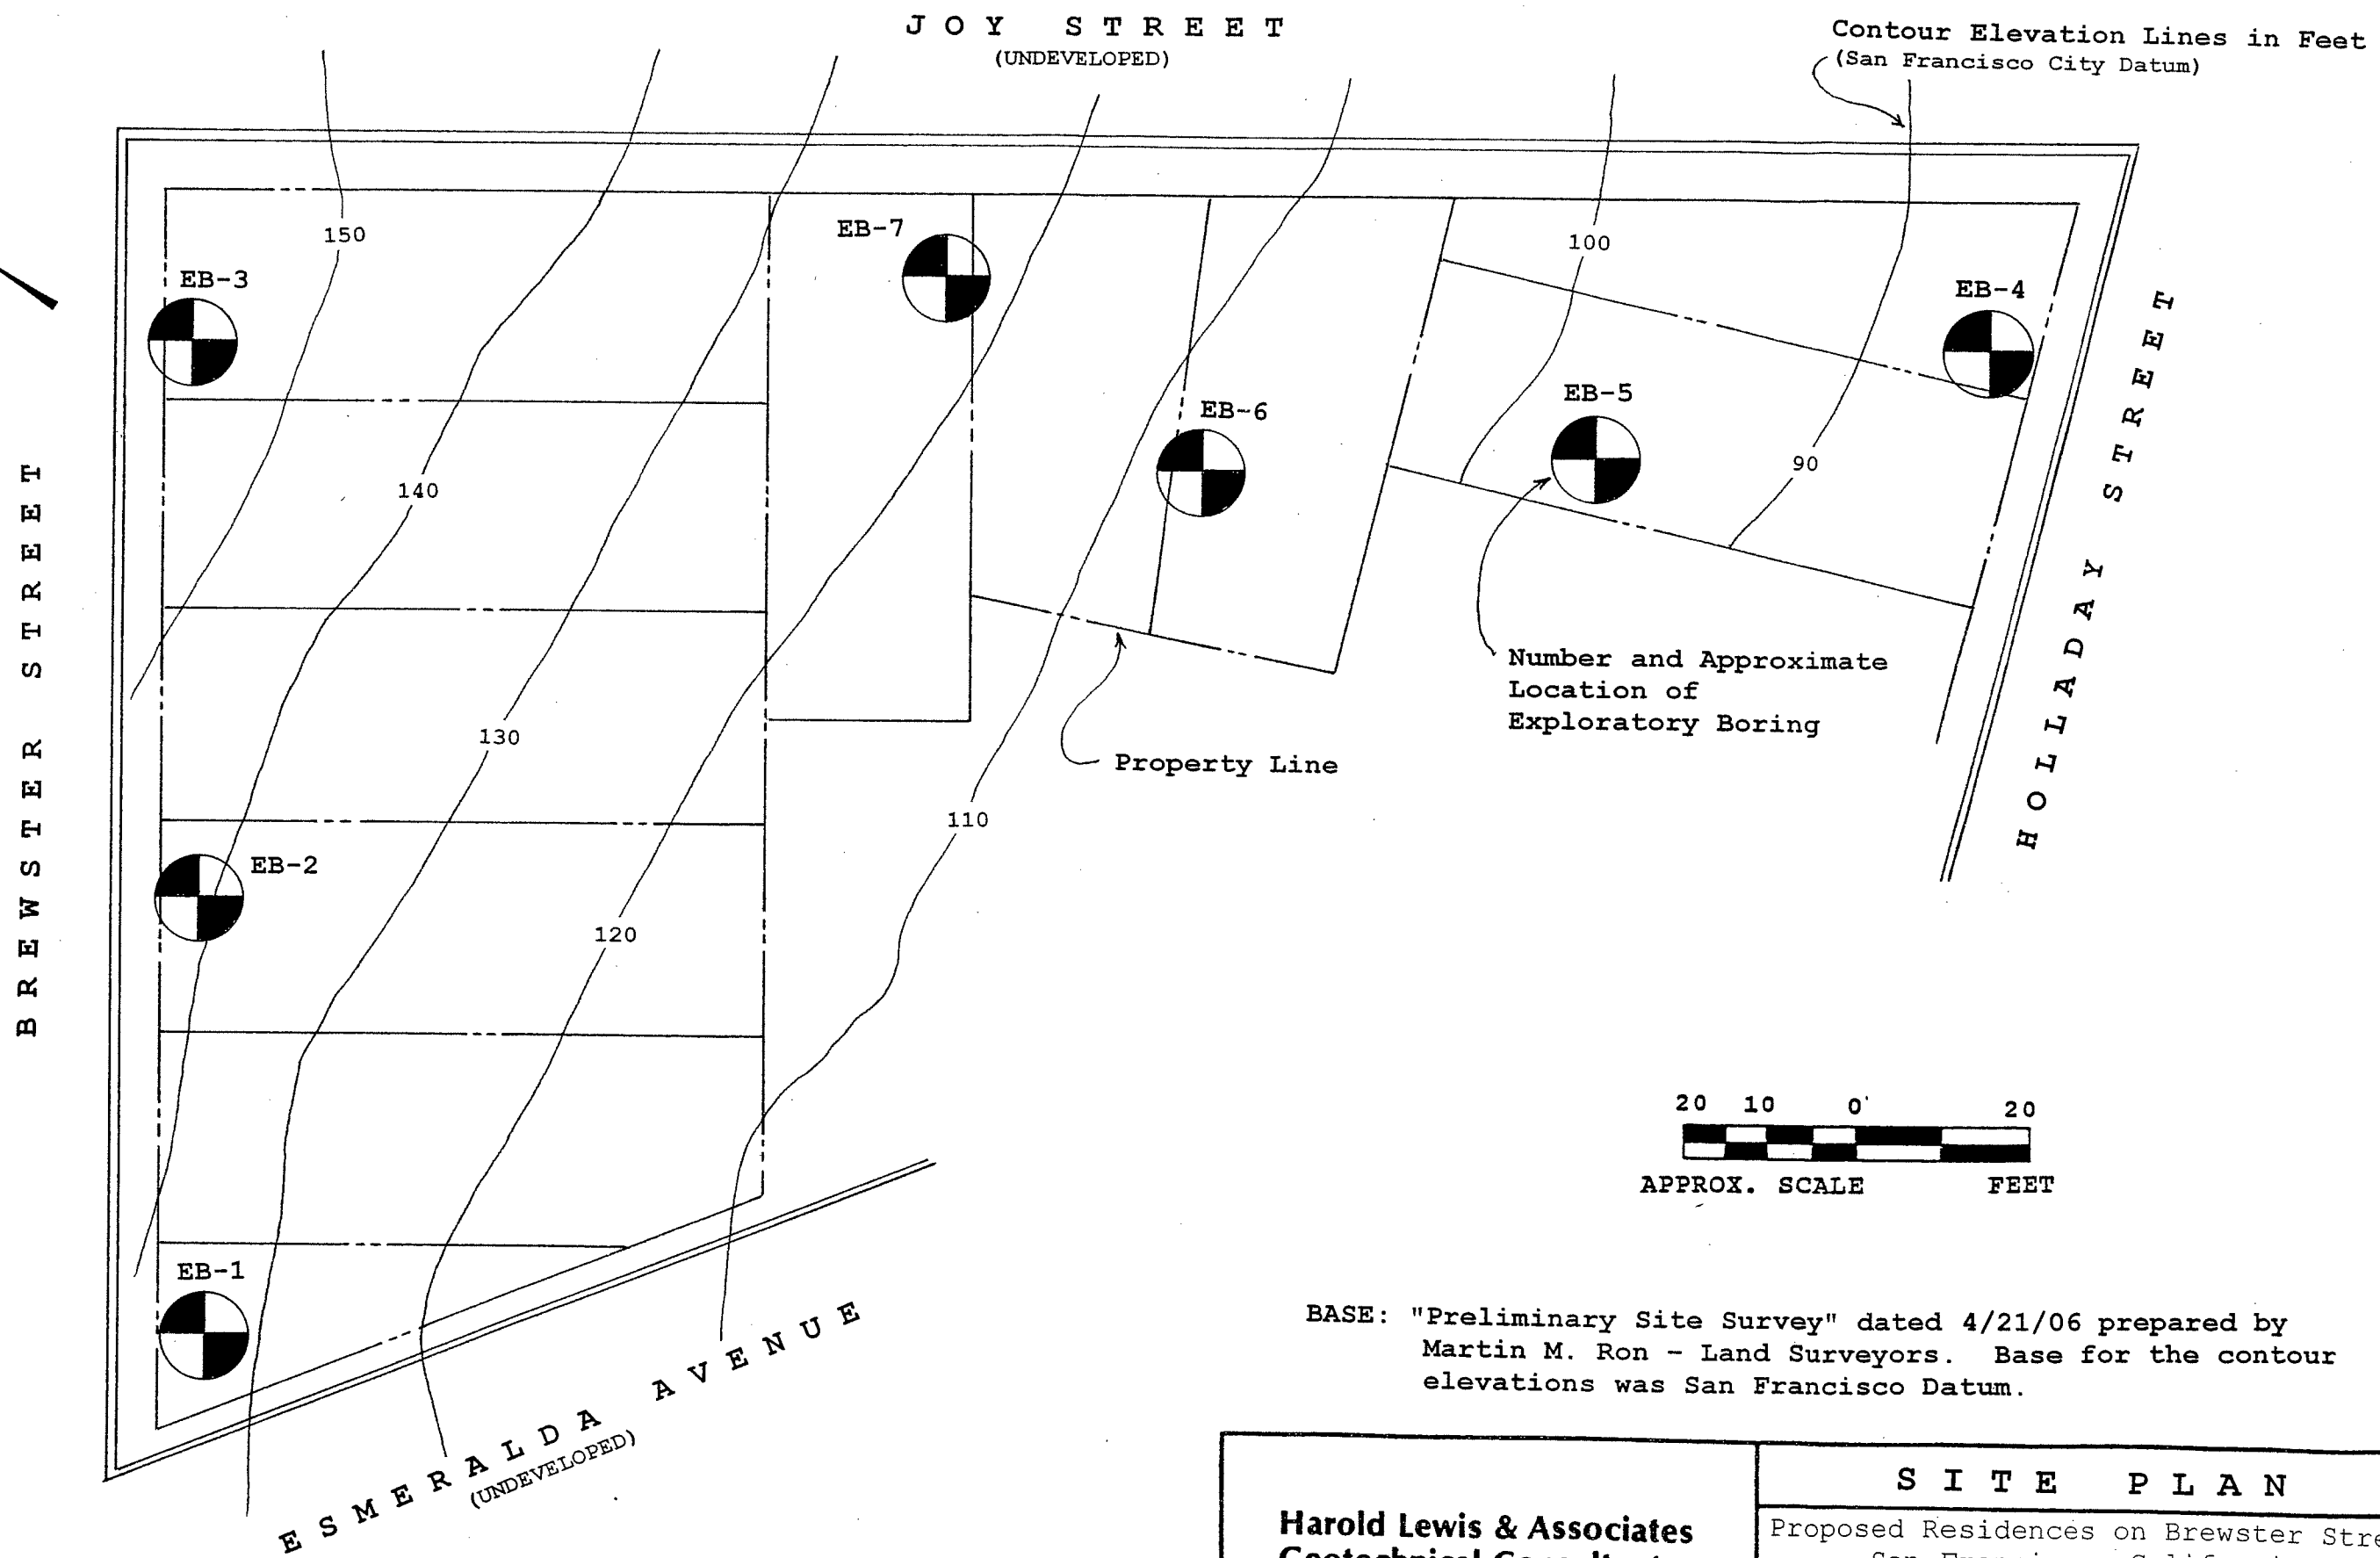 JOY STREET
(UNDEVELOPED)
Contour Elevation Lines in Feet
(San Francisco City Datum)
150
EB-7
100
EB-3
EB-4
EB-5
EB-6
140
90
BREWSTER STREET
HOLLADAY STREET
Number and Approximate
Location of
Exploratory Boring
130
Property Line
110
EB-2
120
20 10 0' 20
APPROX. SCALE FEET
EB-1
BASE: "Preliminary Site Survey" dated 4/21/06 prepared by
Martin M. Ron - Land Surveyors. Base for the contour
elevations was San Francisco Datum.
ESMERALDA AVENUE
(UNDEVELOPED)
SITE PLAN
Harold Lewis & Associates
Proposed Residences on Brewster Stre